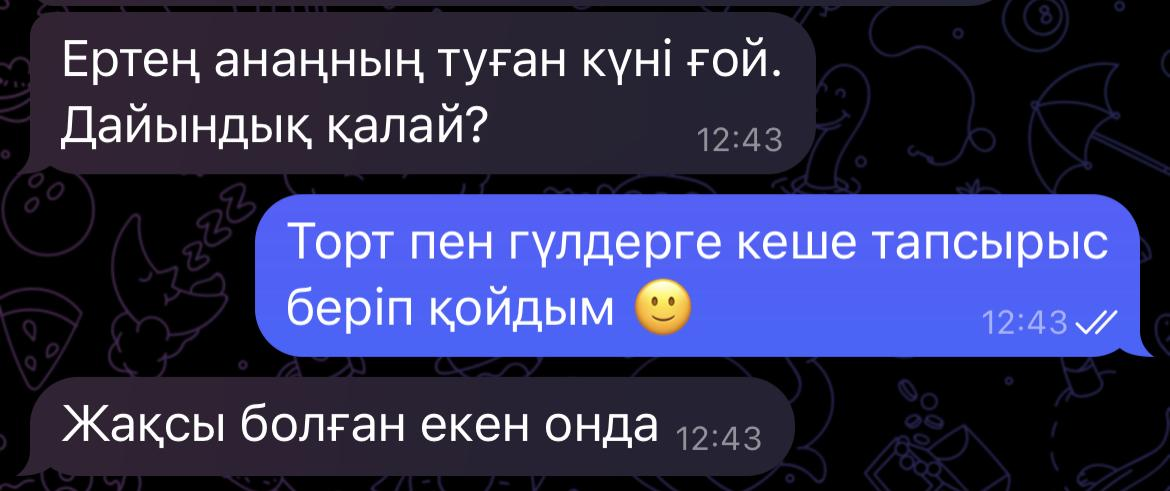 Ертең анаңның туған күні ғой.
Дайындық қалай?
12:43
Торт пен гүлдерге кеше тапсырыс
беріп қойдым 🙂
12:43
Жақсы болған екен онда 12:43